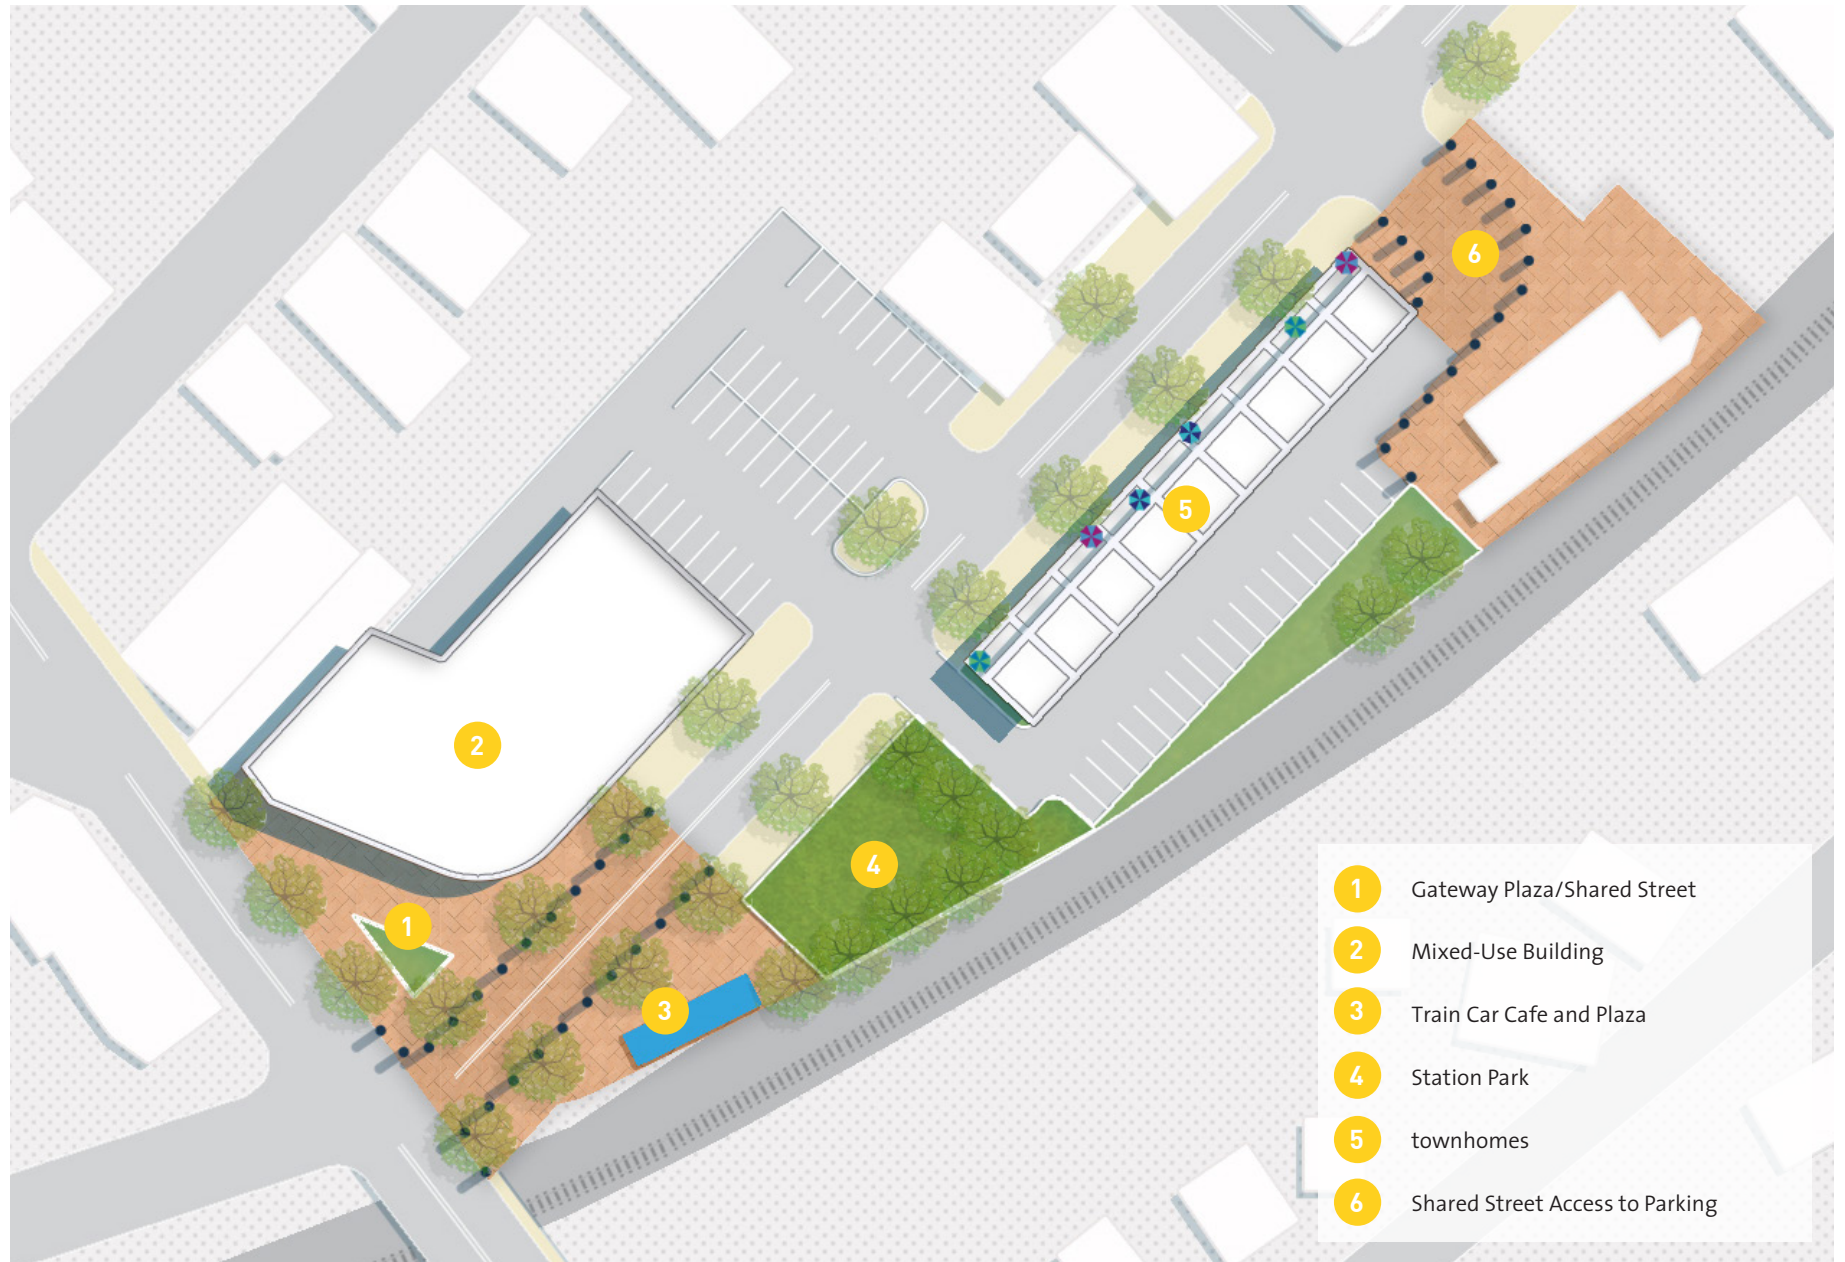 6
5
2
4
1
3
1 Gateway Plaza/Shared Street
2 Mixed-Use Building
3 Train Car Cafe and Plaza
4 Station Park
5 townhomes
6 Shared Street Access to Parking